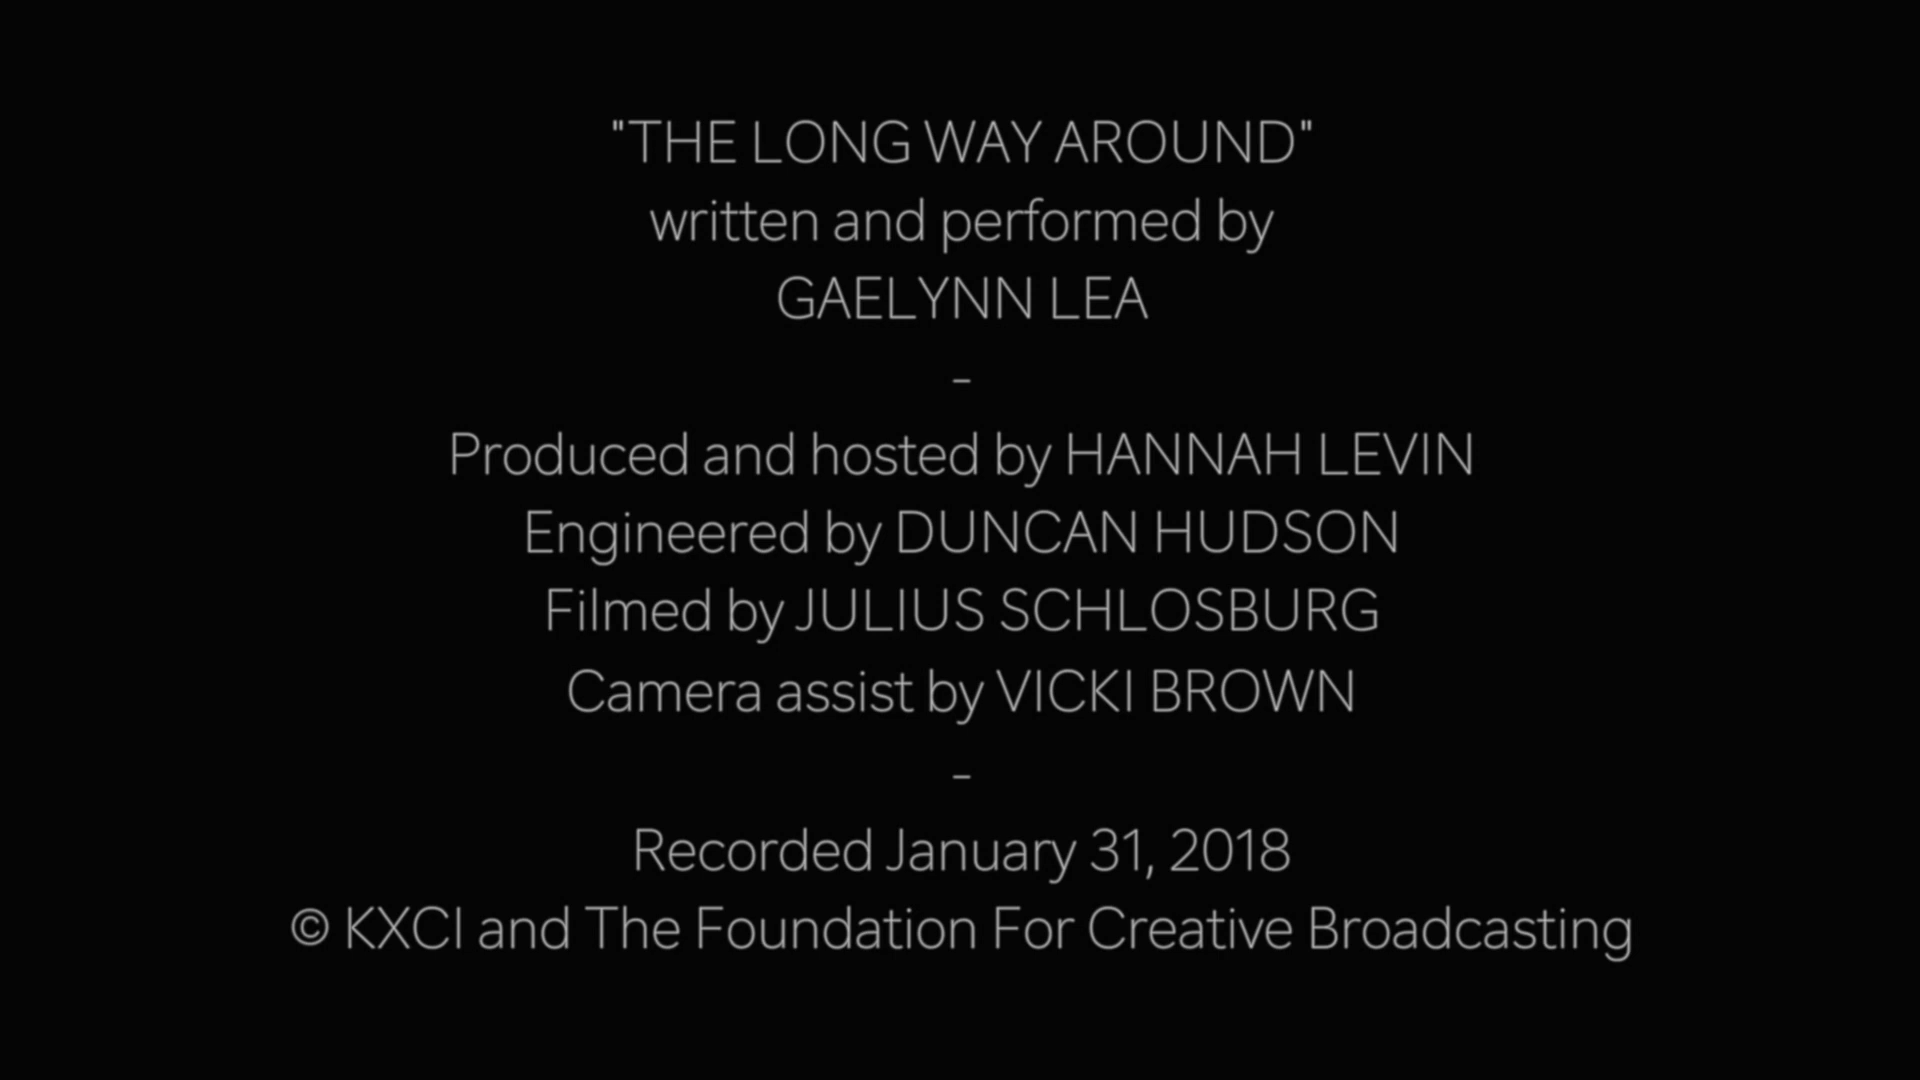 "THE LONG WAY AROUND"
written and performed by
GAELYNN LEA
-
Produced and hosted by HANNAH LEVIN
Engineered by DUNCAN HUDSON
Filmed by JULIUS SCHLOSBURG
Camera assist by VICKI BROWN
-
Recorded January 31, 2018
© KXCI and The Foundation For Creative Broadcasting